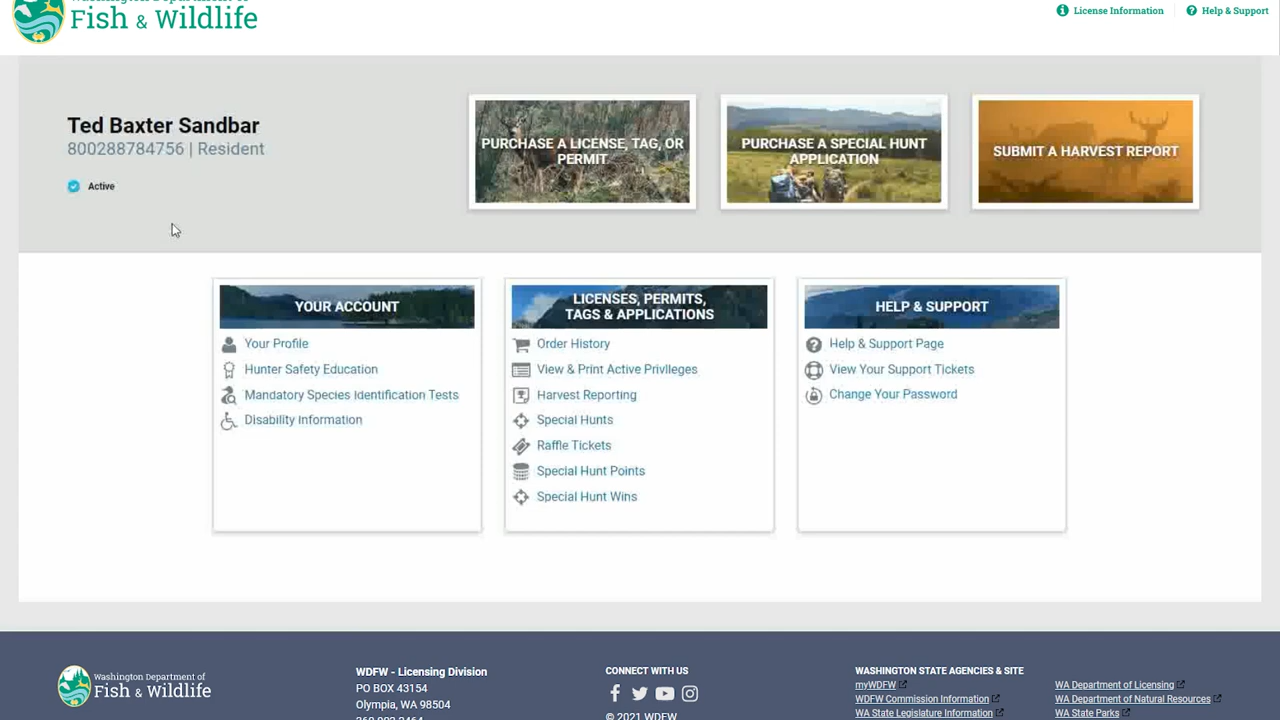 Washington Department of
Fish & Wildlife
License Information
Help & Support
Ted Baxter Sandbar
800288784756 | Resident
Active
PURCHASE A LICENSE, TAG, OR
PERMIT
PURCHASE A SPECIAL HUNT
APPLICATION
SUBMIT A HARVEST REPORT
YOUR ACCOUNT
Your Profile
Hunter Safety Education
Mandatory Species Identification Tests
Disability Information
LICENSES, PERMITS,
TAGS & APPLICATIONS
Order History
View & Print Active Privileges
Harvest Reporting
Special Hunts
Raffle Tickets
Special Hunt Points
Special Hunt Wins
HELP & SUPPORT
Help & Support Page
View Your Support Tickets
Change Your Password
Washington Department of
Fish & Wildlife
WDFW - Licensing Division
PO BOX 43154
Olympia, WA 98504
CONNECT WITH US
© 2021 WDFW
WASHINGTON STATE AGENCIES & SITE
myWDFW
WDFW Commission Information
WA State Legislature Information
WA Department of Licensing
WA Department of Natural Resources
WA State Parks